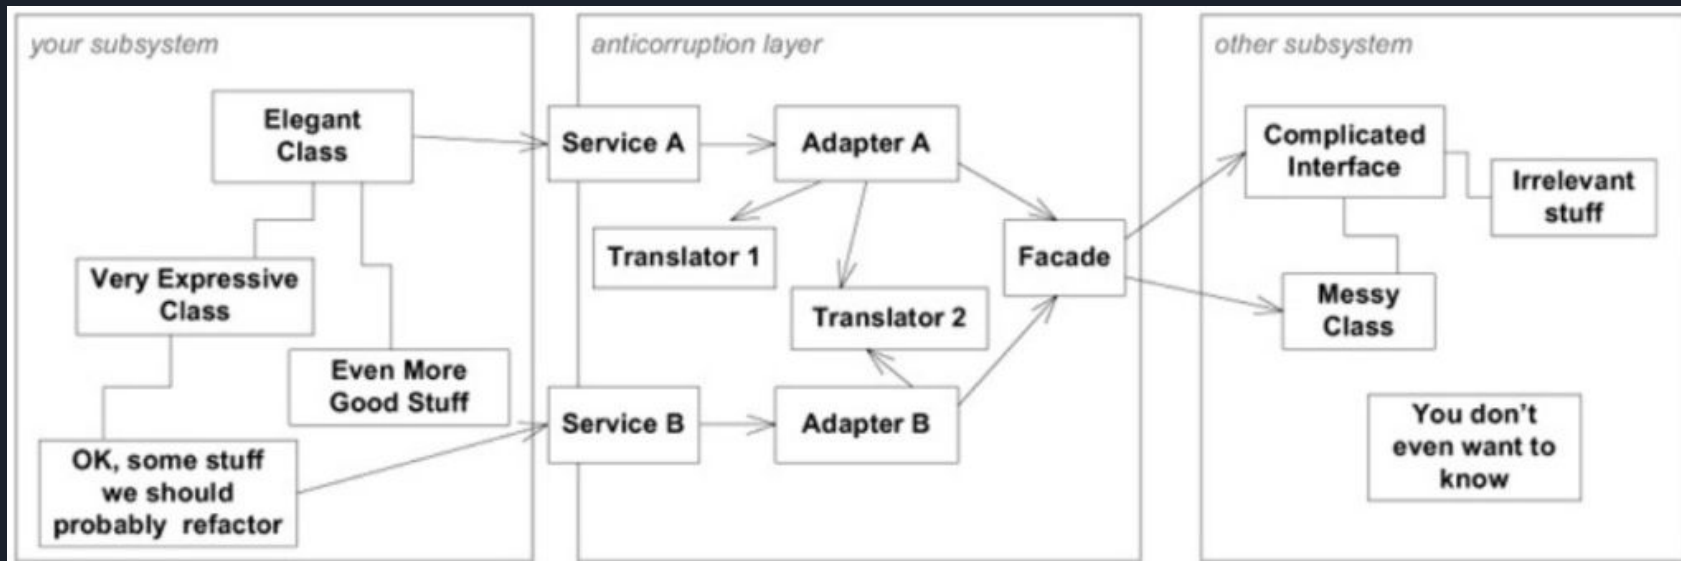 your subsystem
Elegant
Class
Very Expressive
Class
Even More
Good Stuff
OK, some stuff
we should
probably refactor
anticorruption layer
Service A
Adapter A
Translator 1
Translator 2
Facade
Service B
Adapter B
other subsystem
Complicated
Interface
Irrelevant
stuff
Messy
Class
You don't
even want to
know